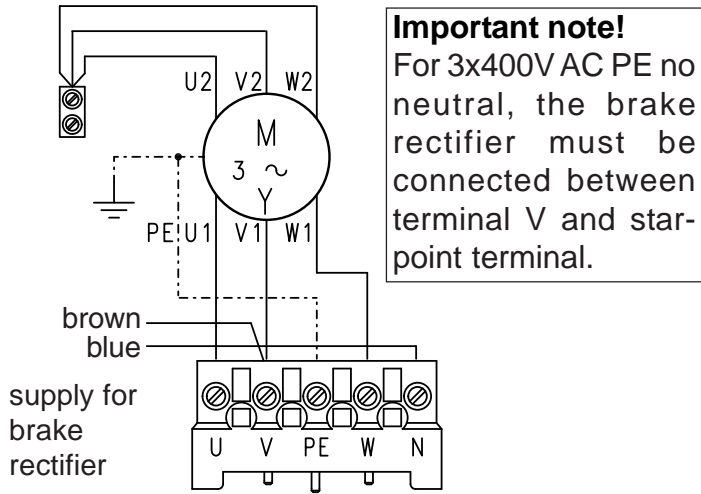 Important note!
For 3x400V AC PE no
neutral, the brake
rectifier must be
connected between
terminal V and star-
point terminal.
U2 V2 W2
M
3 ~
Y
PE U1 V1 W1
brown
blue
supply for
brake
rectifier
U V PE W N